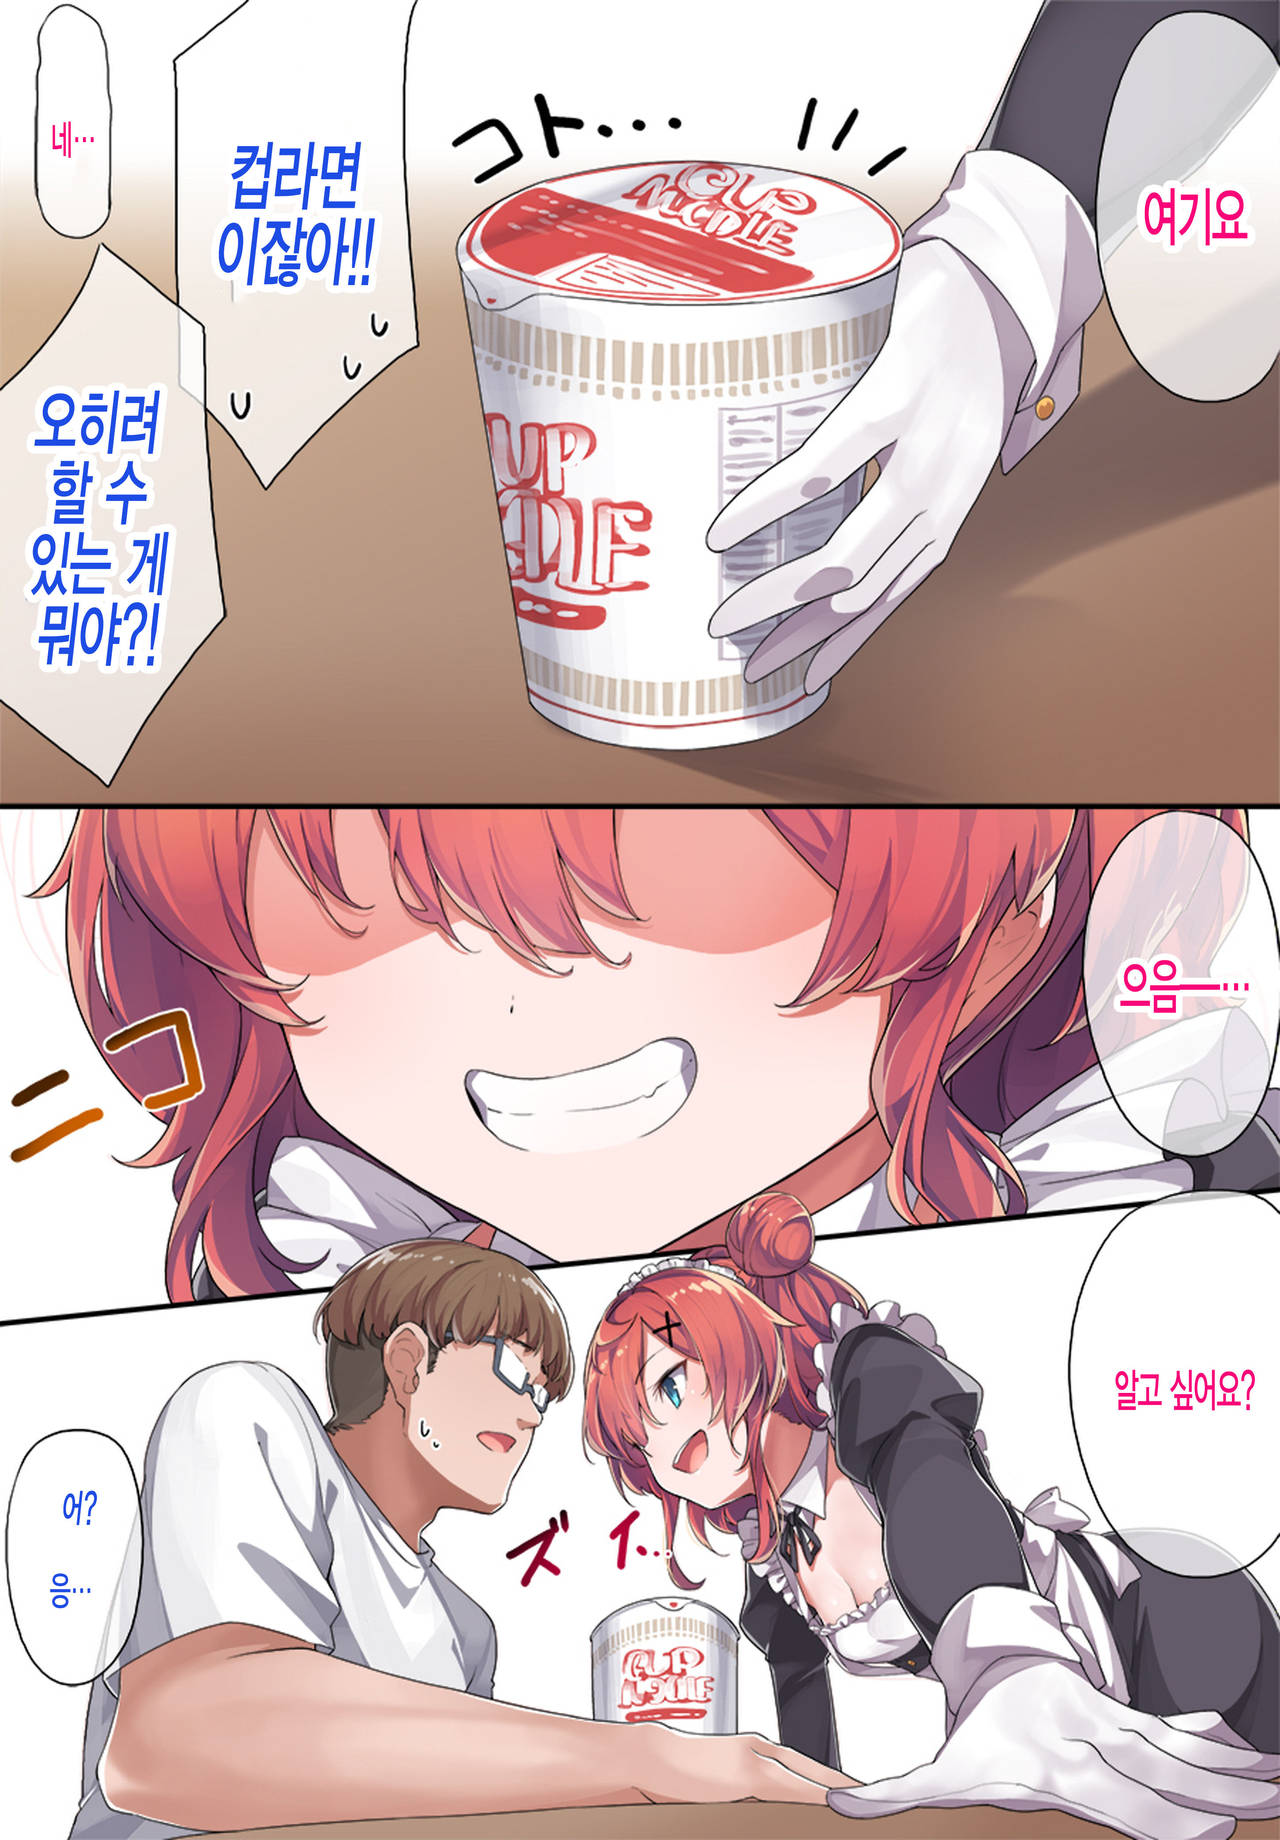 여기요
コト...
컵라면
이잖아!!
네...
오히려
할 수
있는 게
뭐야?!
CUP
NOODLE
으음—...
ニコ
알고 싶어요?
ズイ...
어?
응...
CUP
NOODLE